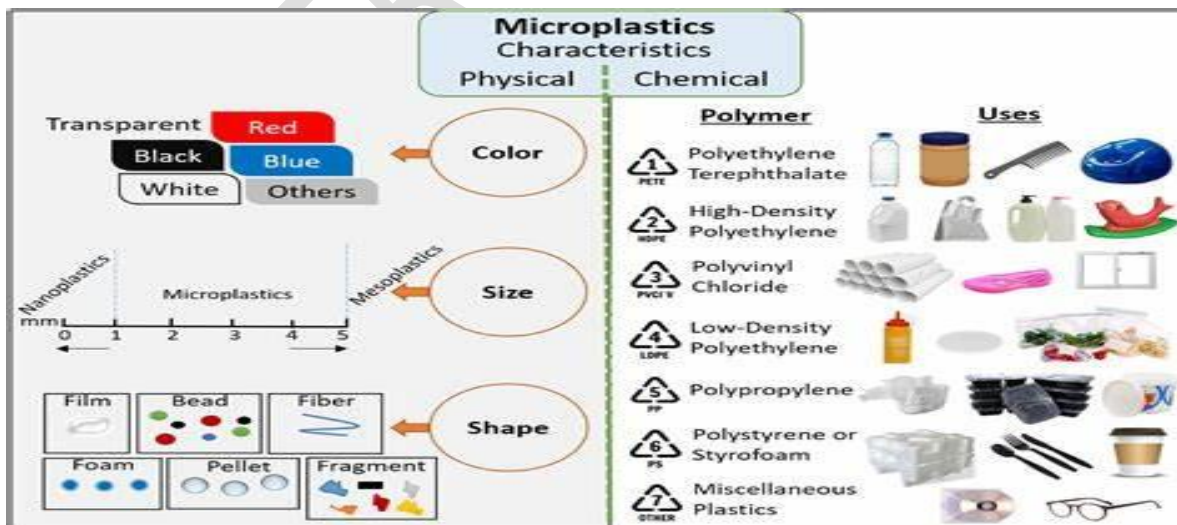 Microplastics
Characteristics
Physical Chemical
Transparent Red
Black Blue
White Others
Color
Nanoplastics Microplastics Mesoplastics
mm 0 1 2 3 4 5
Size
Film Bead Fiber
Foam Pellet Fragment
Shape
Polymer Uses
1 Polyethylene
PETE Terephthalate
2 High-Density
HDPE Polyethylene
3 Polyvinyl
Chloride
4 Low-Density
LDPE Polyethylene
5 Polypropylene
PP
6 Polystyrene or
PS Styrofoam
7 Miscellaneous
OTHER Plastics